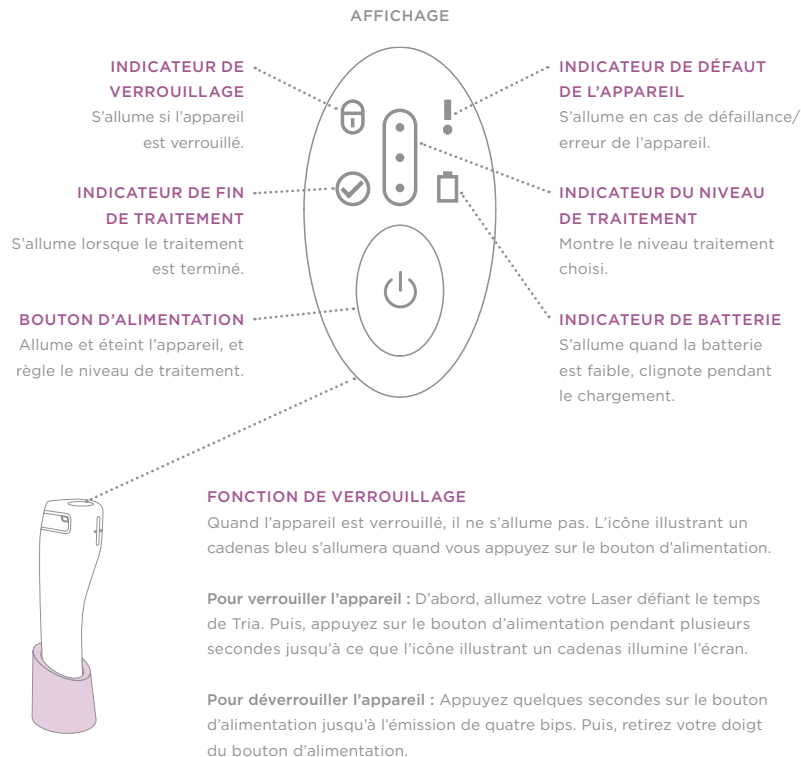 AFFICHAGE
INDICATEUR DE
VERROUILLAGE
S'allume si l'appareil
est verrouillé.
INDICATEUR DE FIN
DE TRAITEMENT
S'allume lorsque le traitement
est terminé.
BOUTON D'ALIMENTATION
Allume et éteint l'appareil, et
règle le niveau de traitement.
INDICATEUR DE DÉFAUT
DE L'APPAREIL
S'allume en cas de défaillance/
erreur de l'appareil.
INDICATEUR DU NIVEAU
DE TRAITEMENT
Montre le niveau traitement
choisi.
INDICATEUR DE BATTERIE
S'allume quand la batterie
est faible, clignote pendant
le chargement.
FONCTION DE VERROUILLAGE
Quand l'appareil est verrouillé, il ne s'allume pas. L'icône illustrant un
cadenas bleu s'allumera quand vous appuyez sur le bouton d'alimentation.
Pour verrouiller l'appareil : D'abord, allumez votre Laser défiant le temps
de Tria. Puis, appuyez sur le bouton d'alimentation pendant plusieurs
secondes jusqu'à ce que l'icône illustrant un cadenas illumine l'écran.
Pour déverrouiller l'appareil : Appuyez quelques secondes sur le bouton
d'alimentation jusqu'à l'émission de quatre bips. Puis, retirez votre doigt
du bouton d'alimentation.